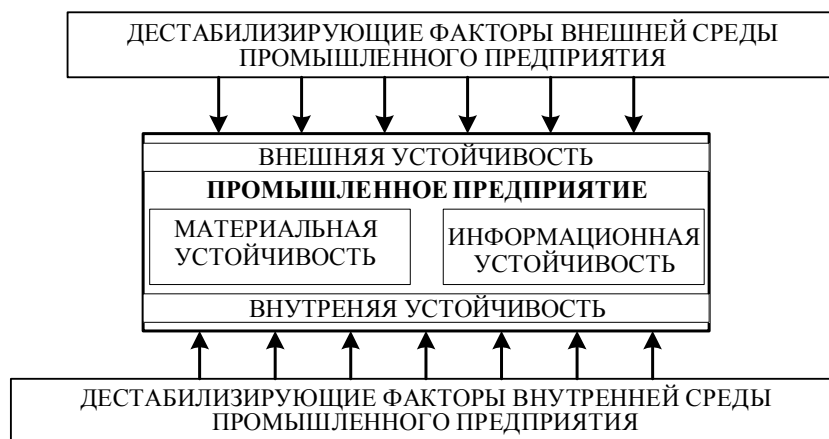 ДЕСТАБИЛИЗИРУЮЩИЕ ФАКТОРЫ ВНЕШНЕЙ СРЕДЫ
ПРОМЫШЛЕННОГО ПРЕДПРИЯТИЯ
ВНЕШНЯЯ УСТОЙЧИВОСТЬ
ПРОМЫШЛЕННОЕ ПРЕДПРИЯТИЕ
МАТЕРИАЛЬНАЯ
УСТОЙЧИВОСТЬ
ИНФОРМАЦИОННАЯ
УСТОЙЧИВОСТЬ
ВНУТРЕНЯЯ УСТОЙЧИВОСТЬ
ДЕСТАБИЛИЗИРУЮЩИЕ ФАКТОРЫ ВНУТРЕННЕЙ СРЕДЫ
ПРОМЫШЛЕННОГО ПРЕДПРИЯТИЯ